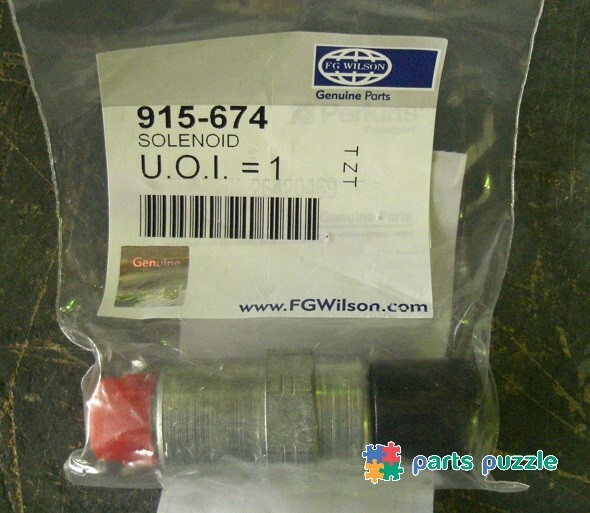 FG WILSON
Genuine Parts
915-674
SOLENOID
U.O.I. = 1
TZT
Genuine
www.FGWilson.com
parts puzzle